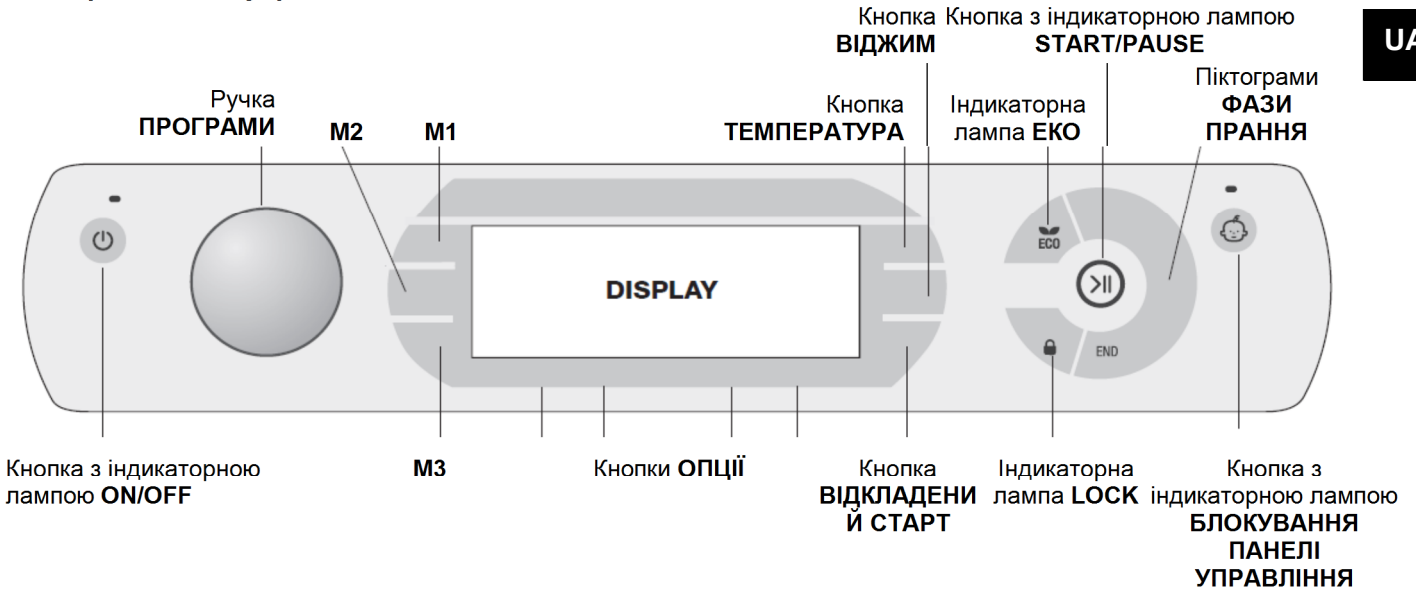 Кнопка Кнопка з індикаторною лампою
ВІДЖИМ START/PAUSE
UA
Піктограми
ФАЗИ
ПРАННЯ
Ручка
ПРОГРАМИ
M2
M1
Кнопка
ТЕМПЕРАТУРА
Індикаторна
лампа ЕКО
ECO
DISPLAY
END
Кнопка з індикаторною
лампою ON/OFF
M3
Кнопки ОПЦІЇ
Кнопка
ВІДКЛАДЕНИ
Й СТАРТ
Індикаторна
лампа LOCK
Кнопка з
індикаторною лампою
БЛОКУВАННЯ
ПАНЕЛІ
УПРАВЛІННЯ